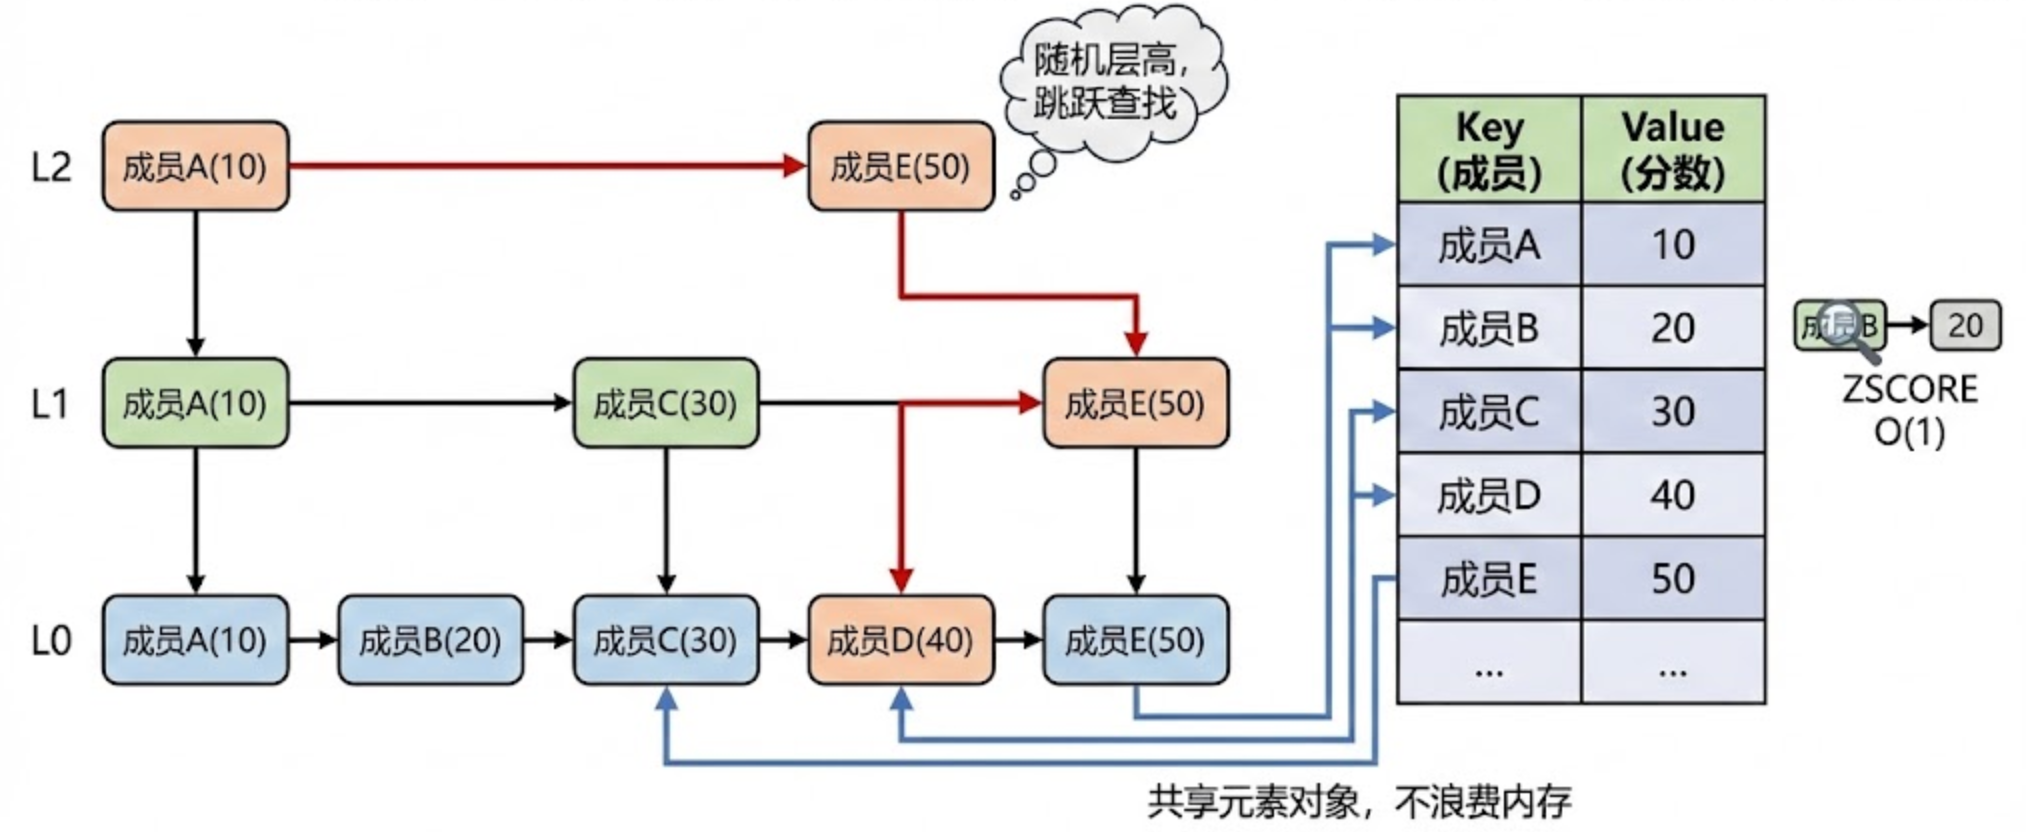 随机层高,
跳跃查找
L2
成员A(10)
成员E(50)
L1
成员A(10)
成员C(30)
成员E(50)
L0
成员A(10)
成员B(20)
成员C(30)
成员D(40)
成员E(50)
Key Value
(成员) (分数)
成员A 10
成员B 20
成员C 30
成员D 40
成员E 50
... ...
B 20
ZSCORE
O(1)
共享元素对象，不浪费内存